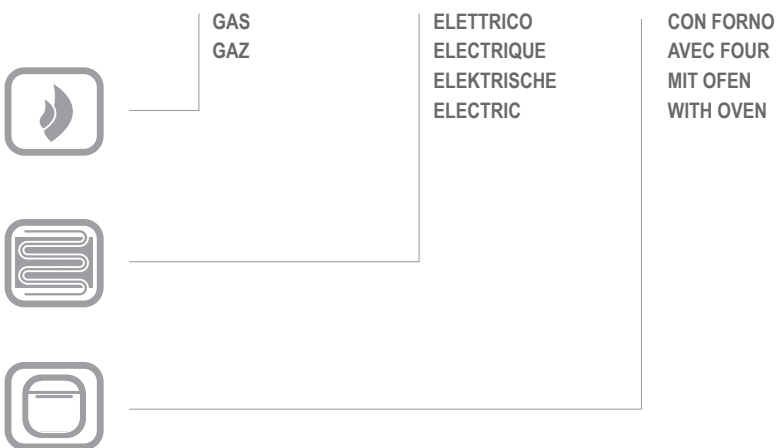 GAS
GAZ
ELETTRICO
ELECTRIQUE
ELEKTRISCHE
ELECTRIC
CON FORNO
AVEC FOUR
MIT OFEN
WITH OVEN